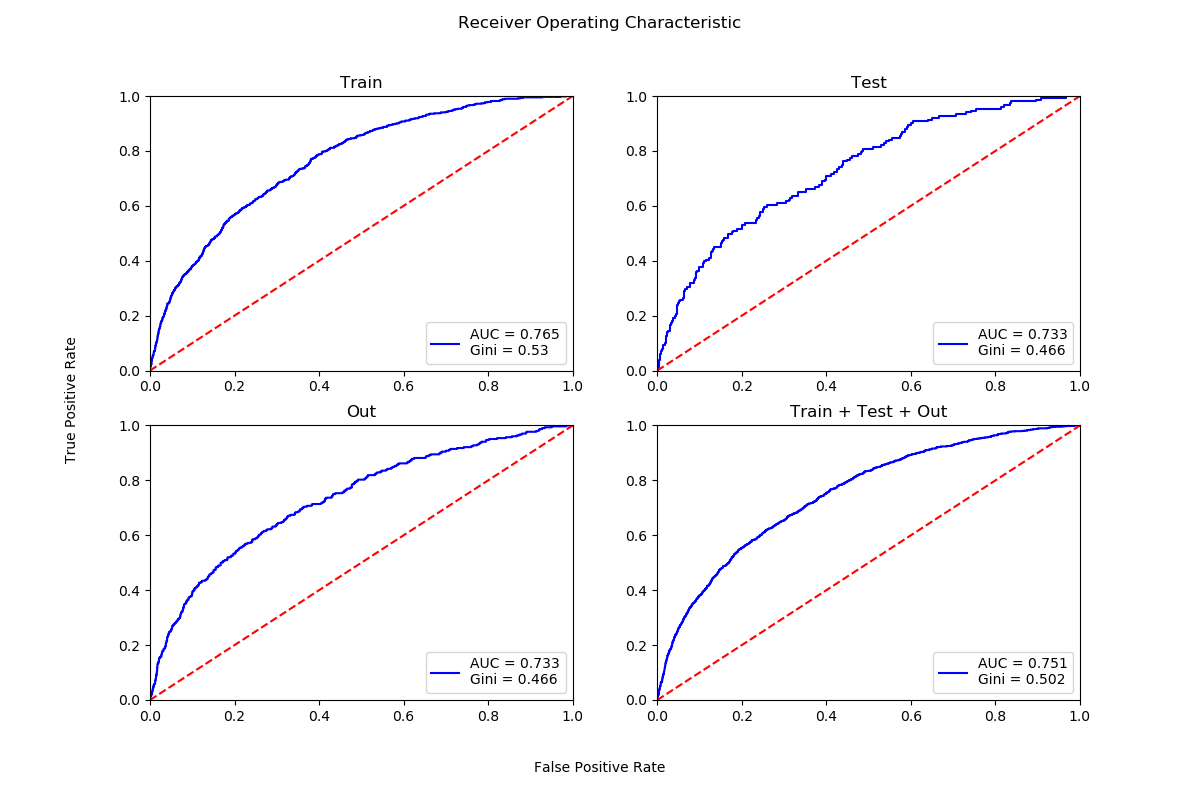 Receiver Operating Characteristic
Train
1.0
0.8
0.6
0.4
0.2
0.0
0.0 0.2 0.4 0.6 0.8 1.0
AUC = 0.765
Gini = 0.53
Test
1.0
0.8
0.6
0.4
0.2
0.0
0.0 0.2 0.4 0.6 0.8 1.0
AUC = 0.733
Gini = 0.466
True Positive Rate
Out
1.0
0.8
0.6
0.4
0.2
0.0
0.0 0.2 0.4 0.6 0.8 1.0
AUC = 0.733
Gini = 0.466
Train + Test + Out
1.0
0.8
0.6
0.4
0.2
0.0
0.0 0.2 0.4 0.6 0.8 1.0
AUC = 0.751
Gini = 0.502
False Positive Rate